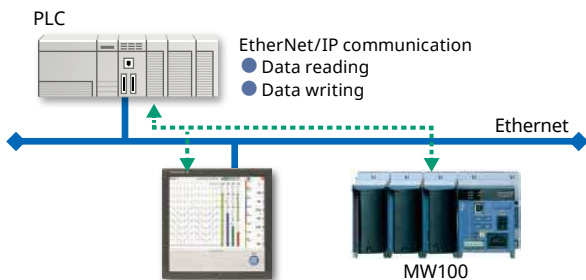 PLC
EtherNet/IP communication
Data reading
Data writing
Ethernet
MW100